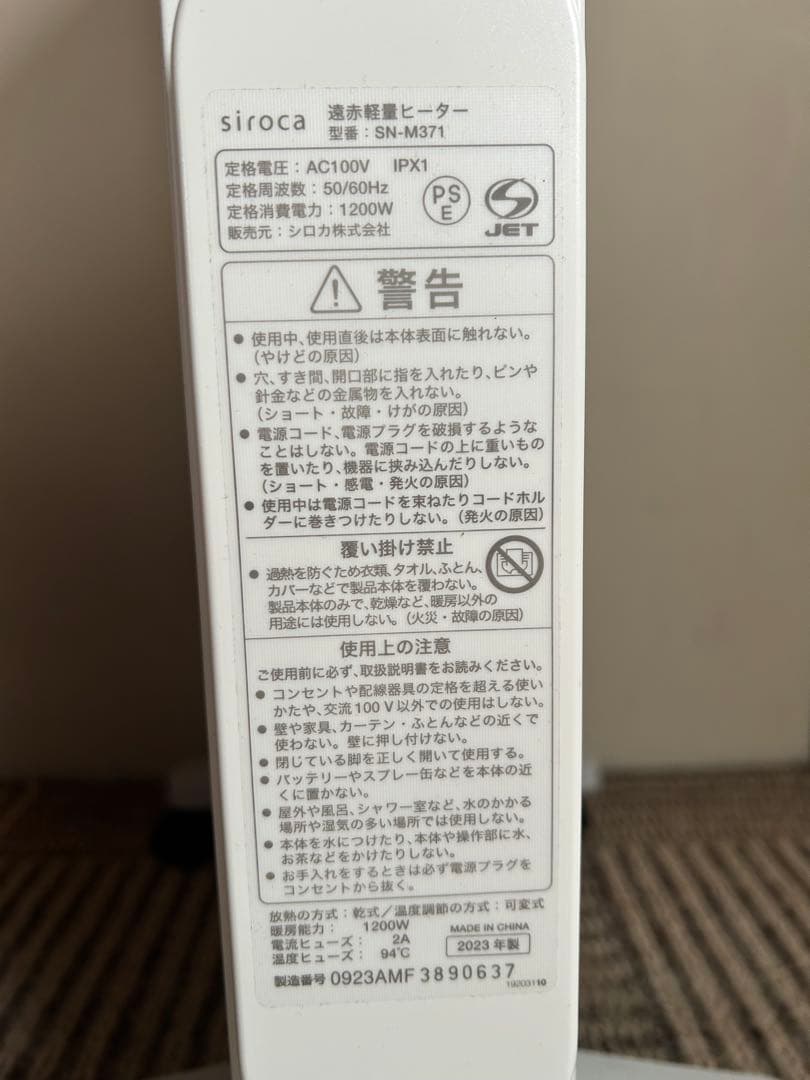 siroca 遠赤軽量ヒーター
型番：SN-M371
定格電圧：AC100V IPX1
定格周波数：50/60Hz
定格消費電力：1200W
販売元：シロカ株式会社
PS
E
JET
警告
● 使用中、使用直後は本体表面に触れない。
（やけどの原因）
● 穴、すき間、開口部に指を入れたり、ピンや
針金などの金属物を入れない。
（ショート・故障・けがの原因）
● 電源コード、電源プラグを破損するような
ことはしない。電源コードの上に重いもの
を置いたり、機器に挟み込んだりしない。
（ショート・感電・発火の原因）
● 使用中は電源コードを束ねたりコードホル
ダーに巻きつけたりしない。（発火の原因）
覆い掛け禁止
● 過熱を防ぐため衣類、タオル、ふとん、
カバーなどで製品本体を覆わない。
製品本体のみで、乾燥など、暖房以外の
用途には使用しない。（火災・故障の原因）
使用上の注意
ご使用前に必ず、取扱説明書をお読みください。
● コンセントや配線器具の定格を超える使い
かたや、交流100V以外での使用はしない。
● 壁や家具、カーテン・ふとんなどの近くで
使わない。壁に押し付けない。
● 閉じている脚を正しく開いて使用する。
● バッテリーやスプレー缶などを本体の近
くに置かない。
● 屋外や風呂、シャワー室など、水のかかる
場所や湿気の多い場所では使用しない。
● 本体を水につけたり、本体や操作部に水、
お茶などをかけたりしない。
● お手入れをするときは必ず電源プラグを
コンセントから抜く。
放熱の方式：乾式／温度調節の方式：可変式
暖房能力： 1200W MADE IN CHINA
電流ヒューズ： 2A 2023年製
温度ヒューズ： 94℃
製造番号 0923AMF3890637 19203110